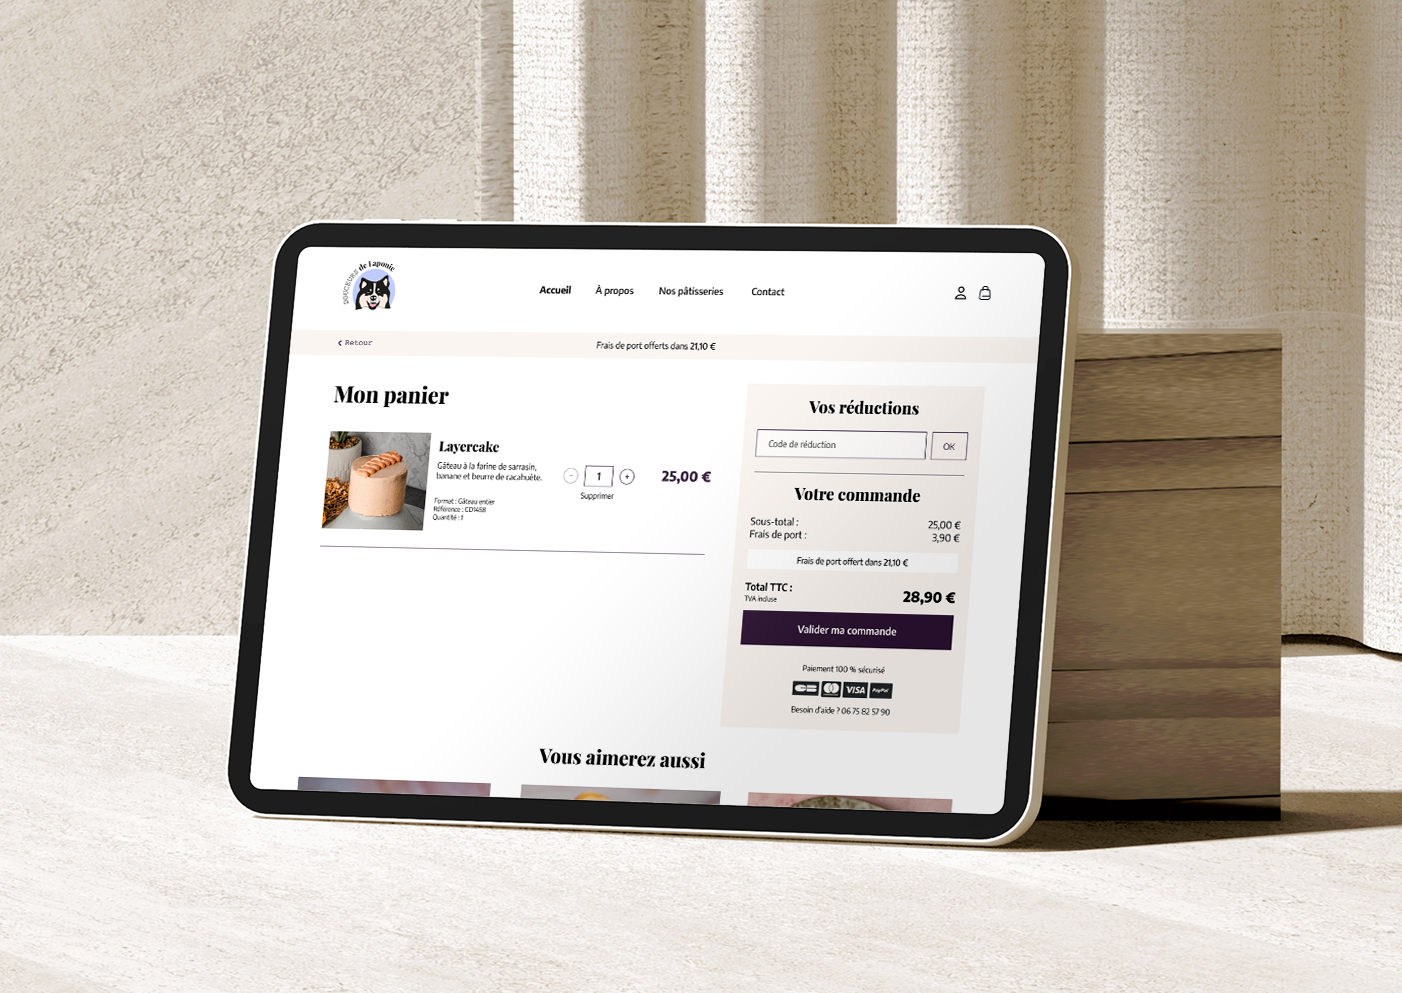 DOUCEURS de Laponie
Accueil
À propos
Nos pâtisseries
Contact
Retour
Frais de port offerts dans 21,10 €
Mon panier
Layercake
Gâteau à la farine de sarrasin,
banane et beurre de cacahuète.
Format : Gâteau entier
Référence : GD1458
Quantité : 1
1
Supprimer
25,00 €
Vos réductions
Code de réduction
OK
Votre commande
Sous-total : 25,00 €
Frais de port : 3,90 €
Frais de port offert dans 21,10 €
Total TTC :
TVA incluse
28,90 €
Valider ma commande
Paiement 100 % sécurisé
CB VISA PayPal
Besoin d'aide ? 06 75 82 57 90
Vous aimerez aussi